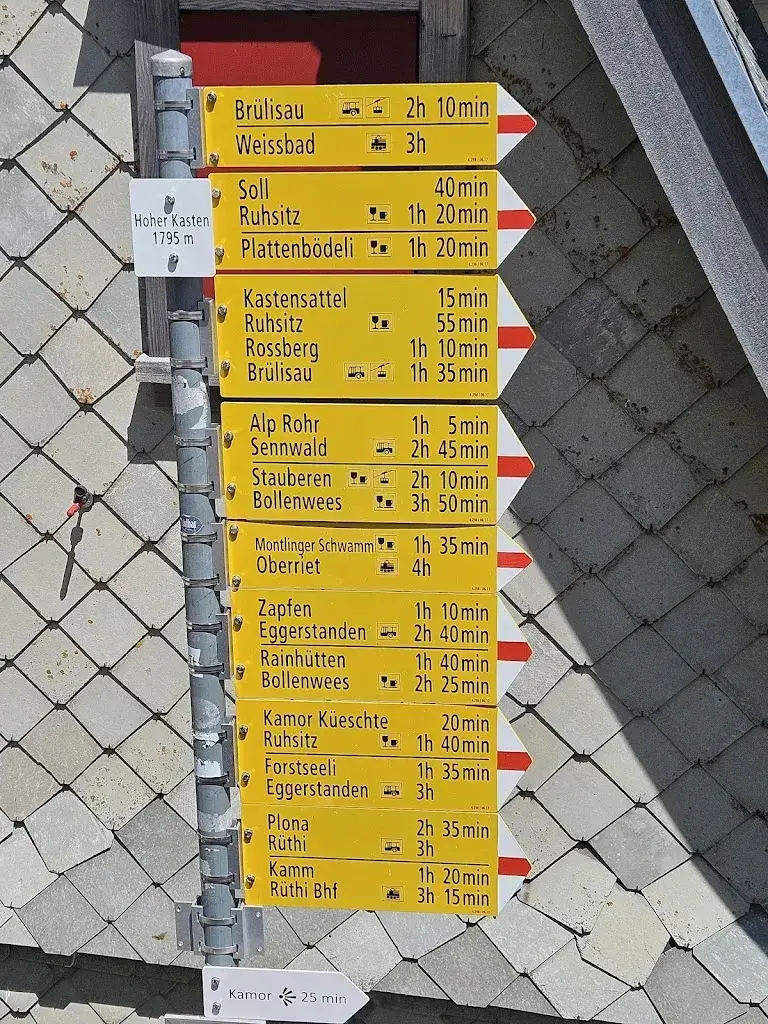 Brülisau 2h 10min
Weissbad 3h
Hoher Kasten
1795 m
Soll 40min
Ruhsitz 1h 20min
Plattenbödeli 1h 20min
Kastensattel 15min
Ruhsitz 55min
Rossberg 1h 10min
Brülisau 1h 35min
Alp Rohr 1h 5min
Sennwald 2h 45min
Stauberen 2h 10min
Bollenwees 3h 50min
Montlinger Schwamm 1h 35min
Oberriet 4h
Zapfen 1h 10min
Eggerstanden 2h 40min
Rainhütten 1h 40min
Bollenwees 2h 25min
Kamor Küeschte 20min
Ruhsitz 1h 40min
Forstseeli 1h 35min
Eggerstanden 3h
Plona 2h 35min
Rüthi 3h
Kamm 1h 20min
Rüthi Bhf 3h 15min
Kamor 25 min